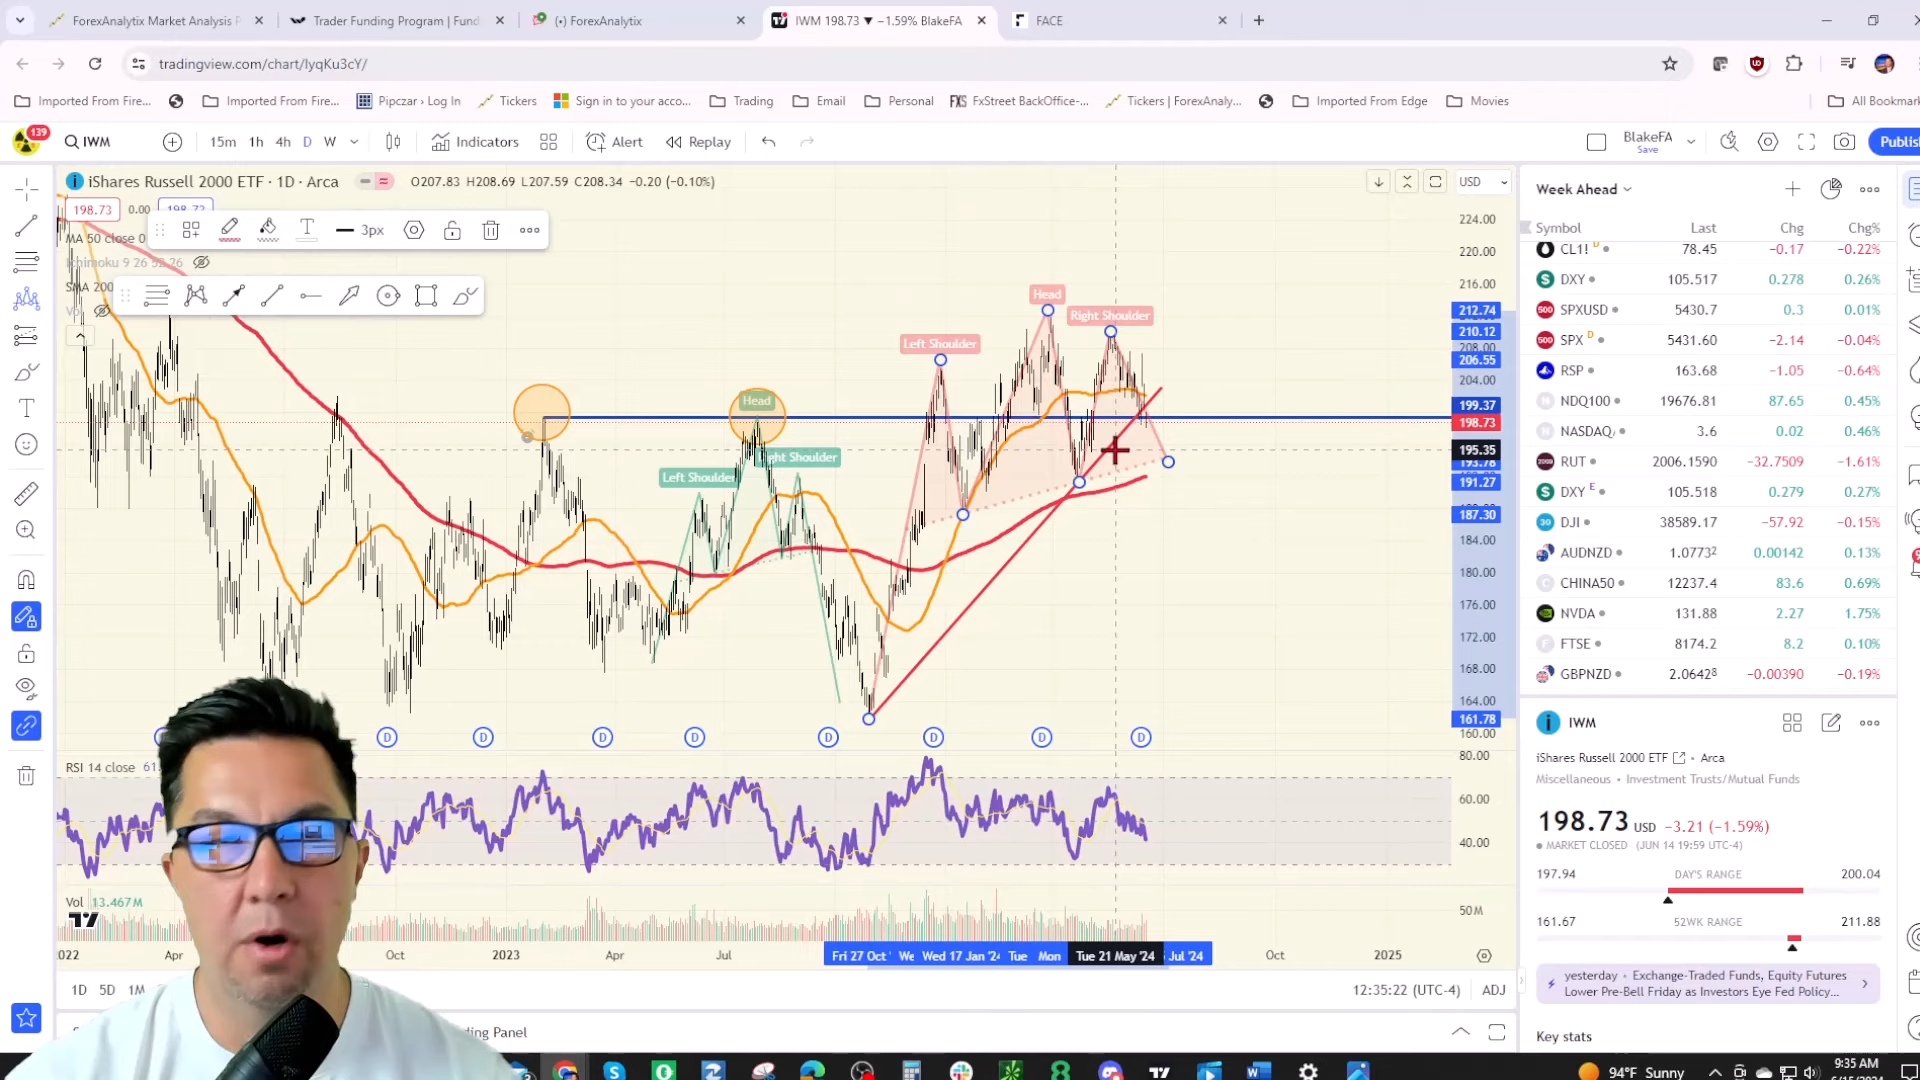 ForexAnalytix Market Analysis P
Trader Funding Program | Fund
(•) ForexAnalytix
IWM 198.73 ▼ −1.59% BlakeFA
FACE
tradingview.com/chart/IyqKu3cY/
Imported From Fire...
Imported From Fire...
Pipczar › Log In
Tickers
Sign in to your acco...
Trading
Email
Personal
FXS FxStreet BackOffice-...
Tickers | ForexAnaly...
Imported From Edge
Movies
All Bookmar
139
IWM
15m 1h 4h D W
Indicators
Alert
Replay
BlakeFA
Save
Publis
iShares Russell 2000 ETF · 1D · Arca
O207.83 H208.69 L207.59 C208.34 −0.20 (−0.10%)
USD
198.73 0.00 198.72
3px
MA 50 close 0
Ichimoku 9 26 52 26
SMA 200
Head
Right Shoulder
Left Shoulder
Head
Right Shoulder
Left Shoulder
224.00
220.00
216.00
212.74
210.12
208.00
206.55
204.00
199.37
198.73
195.35
193.78
191.27
187.30
184.00
180.00
176.00
172.00
168.00
164.00
161.78
160.00
D D D D D D D D
RSI 14 close
80.00
60.00
40.00
Vol 13.467M
50M
2022 Apr Oct 2023 Apr Jul
Fri 27 Oct ' We Wed 17 Jan '24 Tue Mon Tue 21 May '24 Jul '24
Oct 2025
1D 5D 1M
12:35:22 (UTC-4) ADJ
ding Panel
Week Ahead
Symbol Last Chg Chg%
CL1! D 78.45 −0.17 −0.22%
DXY 105.517 0.278 0.26%
SPXUSD 5430.7 0.3 0.01%
SPX D 5431.60 −2.14 −0.04%
RSP 163.68 −1.05 −0.64%
NDQ100 19676.81 87.65 0.45%
NASDAQ/ 3.6 0.02 0.46%
RUT 2006.1590 −32.7509 −1.61%
DXY E 105.518 0.279 0.27%
DJI 38589.17 −57.92 −0.15%
AUDNZD 1.07732 0.00142 0.13%
CHINA50 12237.4 83.6 0.69%
NVDA 131.88 2.27 1.75%
FTSE 8174.2 8.2 0.10%
GBPNZD 2.06428 −0.00390 −0.19%
IWM
iShares Russell 2000 ETF • Arca
Miscellaneous • Investment Trusts/Mutual Funds
198.73 USD −3.21 (−1.59%)
MARKET CLOSED (JUN 14 19:59 UTC-4)
197.94 DAY'S RANGE 200.04
161.67 52WK RANGE 211.88
yesterday • Exchange-Traded Funds, Equity Futures
Lower Pre-Bell Friday as Investors Eye Fed Policy...
Key stats
94°F Sunny
9:35 AM